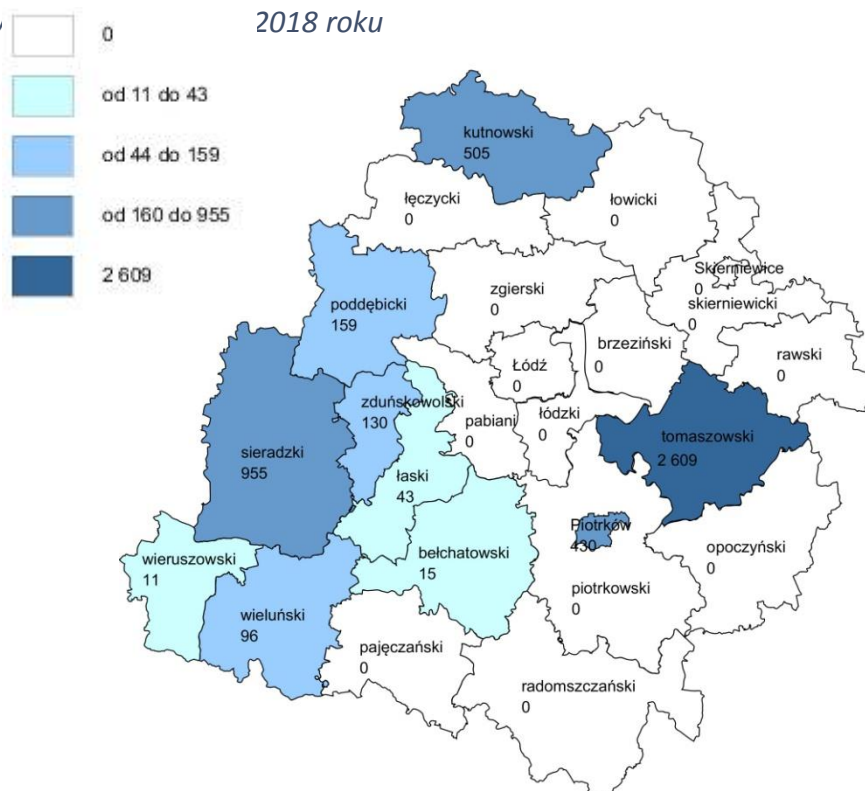 2018 roku
0
od 11 do 43
od 44 do 159
od 160 do 955
2 609
kutnowski
505
łęczycki
0
łowicki
0
Skierniewice
0
skierniewicki
0
poddębicki
159
zgierski
0
brzeziński
0
rawski
0
Łódź
0
zduńskowolski
130
pabiani
0
łódzki
0
tomaszowski
2 609
sieradzki
955
łaski
43
Piotrków
430
opoczyński
0
wieruszowski
11
bełchatowski
15
piotrkowski
0
wieluński
96
pajęczański
0
radomszczański
0